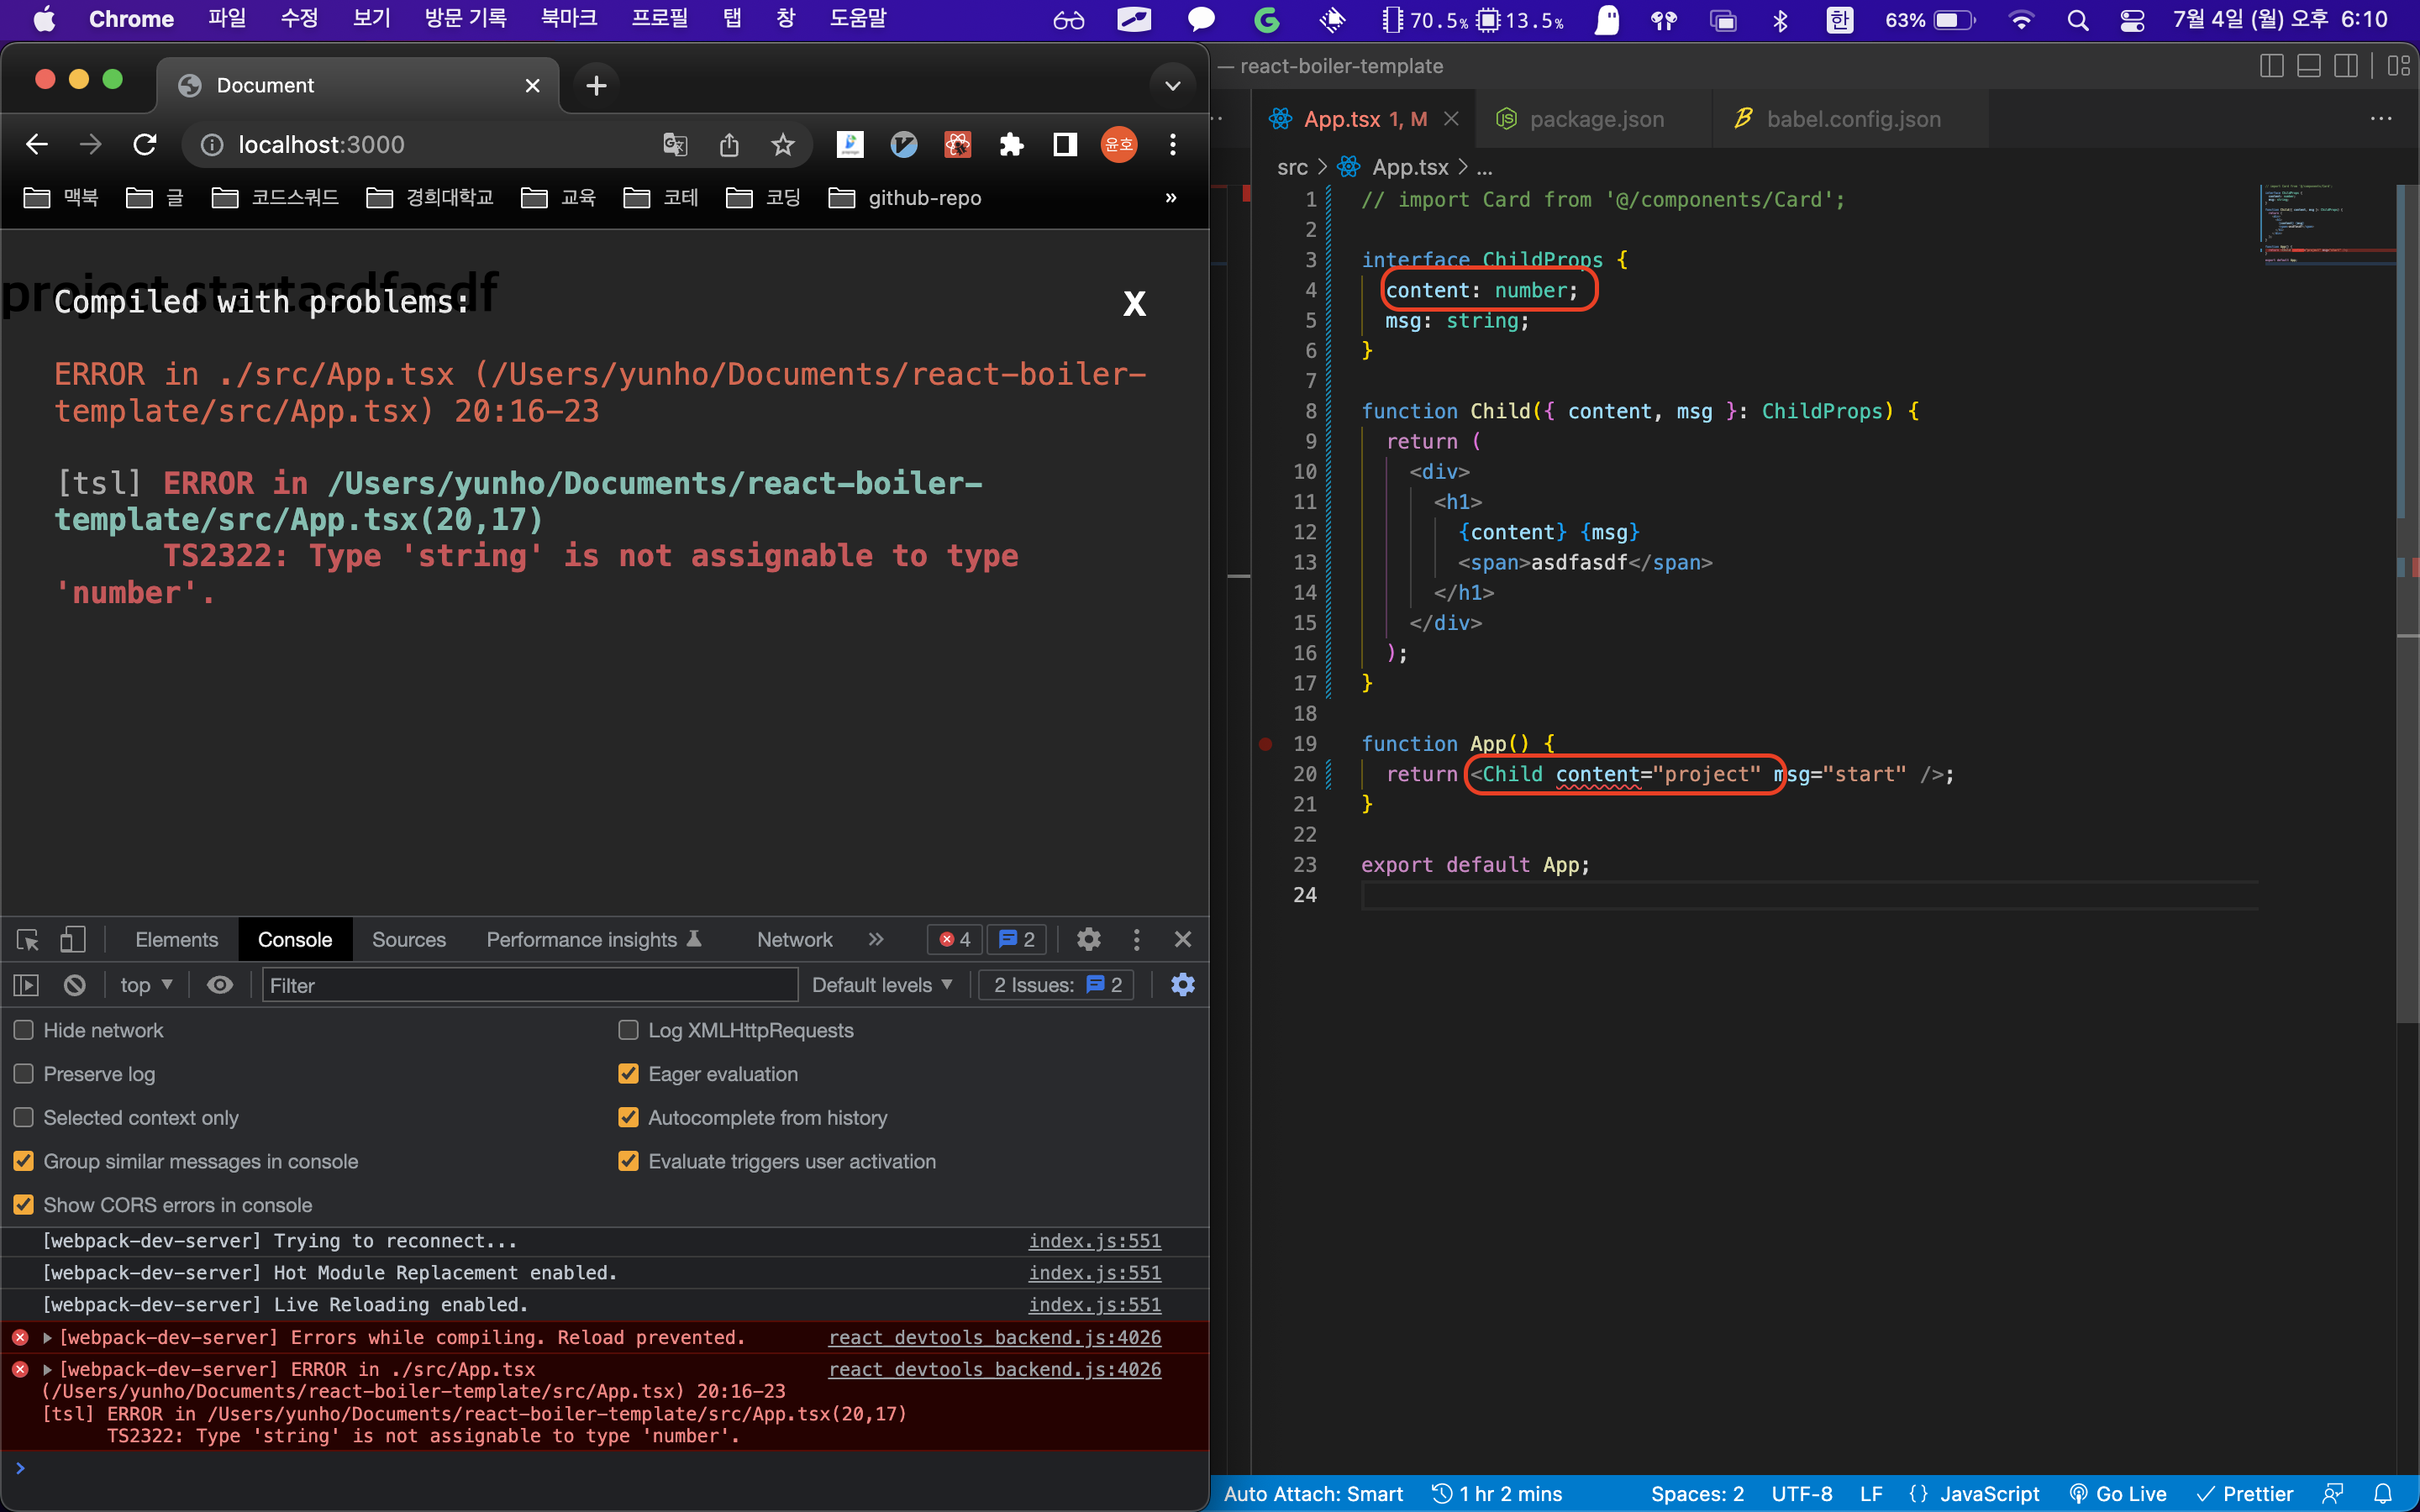 Chrome 파일 수정 보기 방문 기록 북마크 프로필 탭 창 도움말 70.5% 13.5% 한 63% 7월 4일 (월) 오후 6:10
Document
localhost:3000
윤호
맥북 글 코드스쿼드 경희대학교 교육 코테 코딩 github-repo »
project startasdfasdf
Compiled with problems:
X
ERROR in ./src/App.tsx (/Users/yunho/Documents/react-boiler-
template/src/App.tsx) 20:16-23
[tsl] ERROR in /Users/yunho/Documents/react-boiler-
template/src/App.tsx(20,17)
TS2322: Type 'string' is not assignable to type
'number'.
Elements Console Sources Performance insights Network » 4 2
top Filter Default levels 2 Issues: 2
Hide network Log XMLHttpRequests
Preserve log Eager evaluation
Selected context only Autocomplete from history
Group similar messages in console Evaluate triggers user activation
Show CORS errors in console
[webpack-dev-server] Trying to reconnect... index.js:551
[webpack-dev-server] Hot Module Replacement enabled. index.js:551
[webpack-dev-server] Live Reloading enabled. index.js:551
[webpack-dev-server] Errors while compiling. Reload prevented. react_devtools_backend.js:4026
[webpack-dev-server] ERROR in ./src/App.tsx react_devtools_backend.js:4026
(/Users/yunho/Documents/react-boiler-template/src/App.tsx) 20:16-23
[tsl] ERROR in /Users/yunho/Documents/react-boiler-template/src/App.tsx(20,17)
TS2322: Type 'string' is not assignable to type 'number'.
— react-boiler-template
App.tsx 1, M package.json babel.config.json
src > App.tsx > ...
1 // import Card from '@/components/Card';
2
3 interface ChildProps {
4 content: number;
5 msg: string;
6 }
7
8 function Child({ content, msg }: ChildProps) {
9 return (
10 <div>
11 <h1>
12 {content} {msg}
13 <span>asdfasdf</span>
14 </h1>
15 </div>
16 );
17 }
18
19 function App() {
20 return <Child content="project" msg="start" />;
21 }
22
23 export default App;
24
Auto Attach: Smart 1 hr 2 mins Spaces: 2 UTF-8 LF {} JavaScript Go Live Prettier